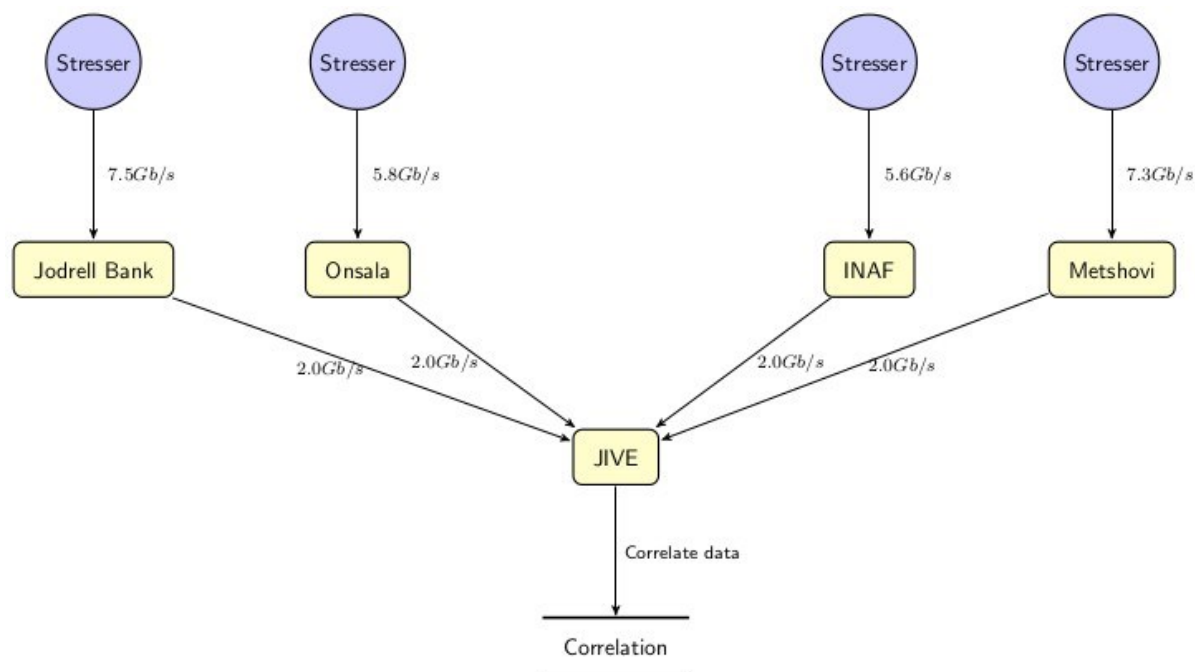 Stresser
Stresser
Stresser
Stresser
7.5Gb/s
5.8Gb/s
5.6Gb/s
7.3Gb/s
Jodrell Bank
Onsala
INAF
Metshovi
2.0Gb/s
2.0Gb/s
2.0Gb/s
2.0Gb/s
JIVE
Correlate data
Correlation